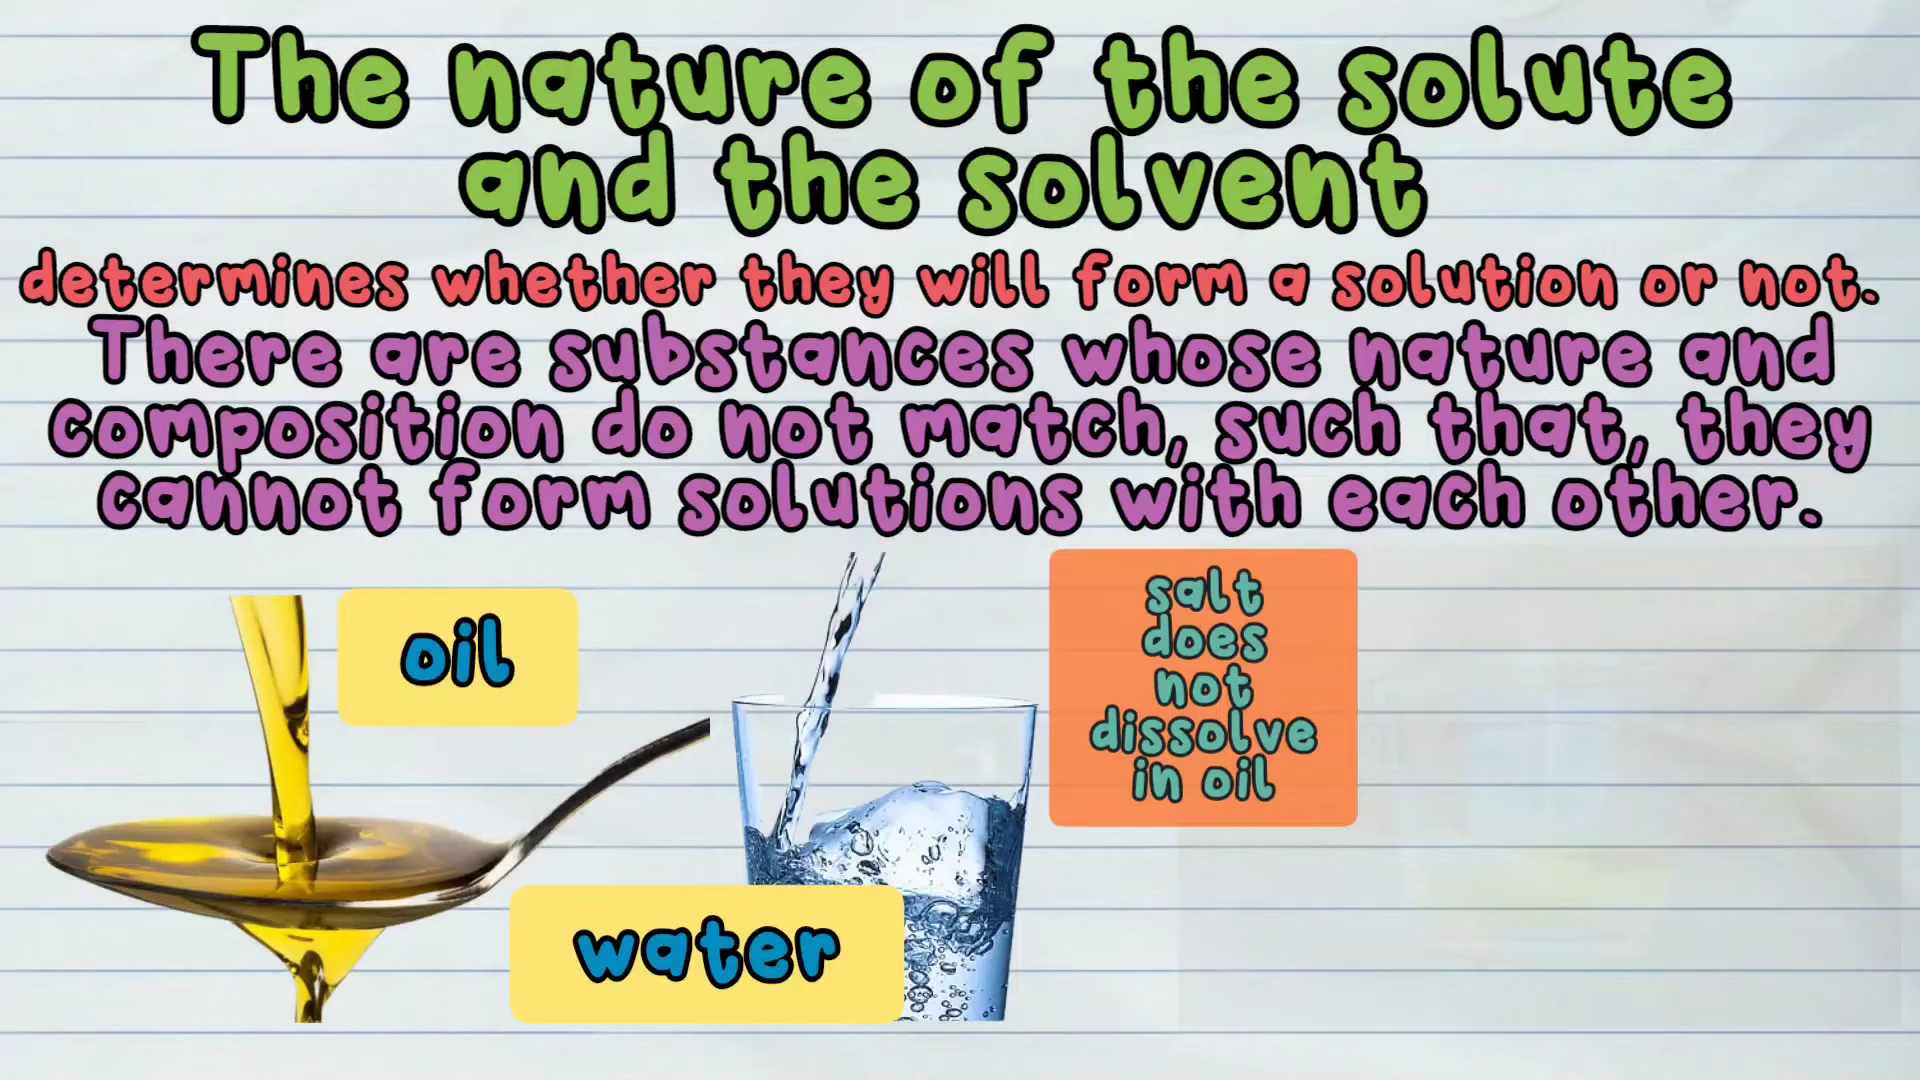 The nature of the solute
and the solvent
determines whether they will form a solution or not.
There are substances whose nature and
composition do not match, such that, they
cannot form solutions with each other.
oil
water
salt
does
not
dissolve
in oil